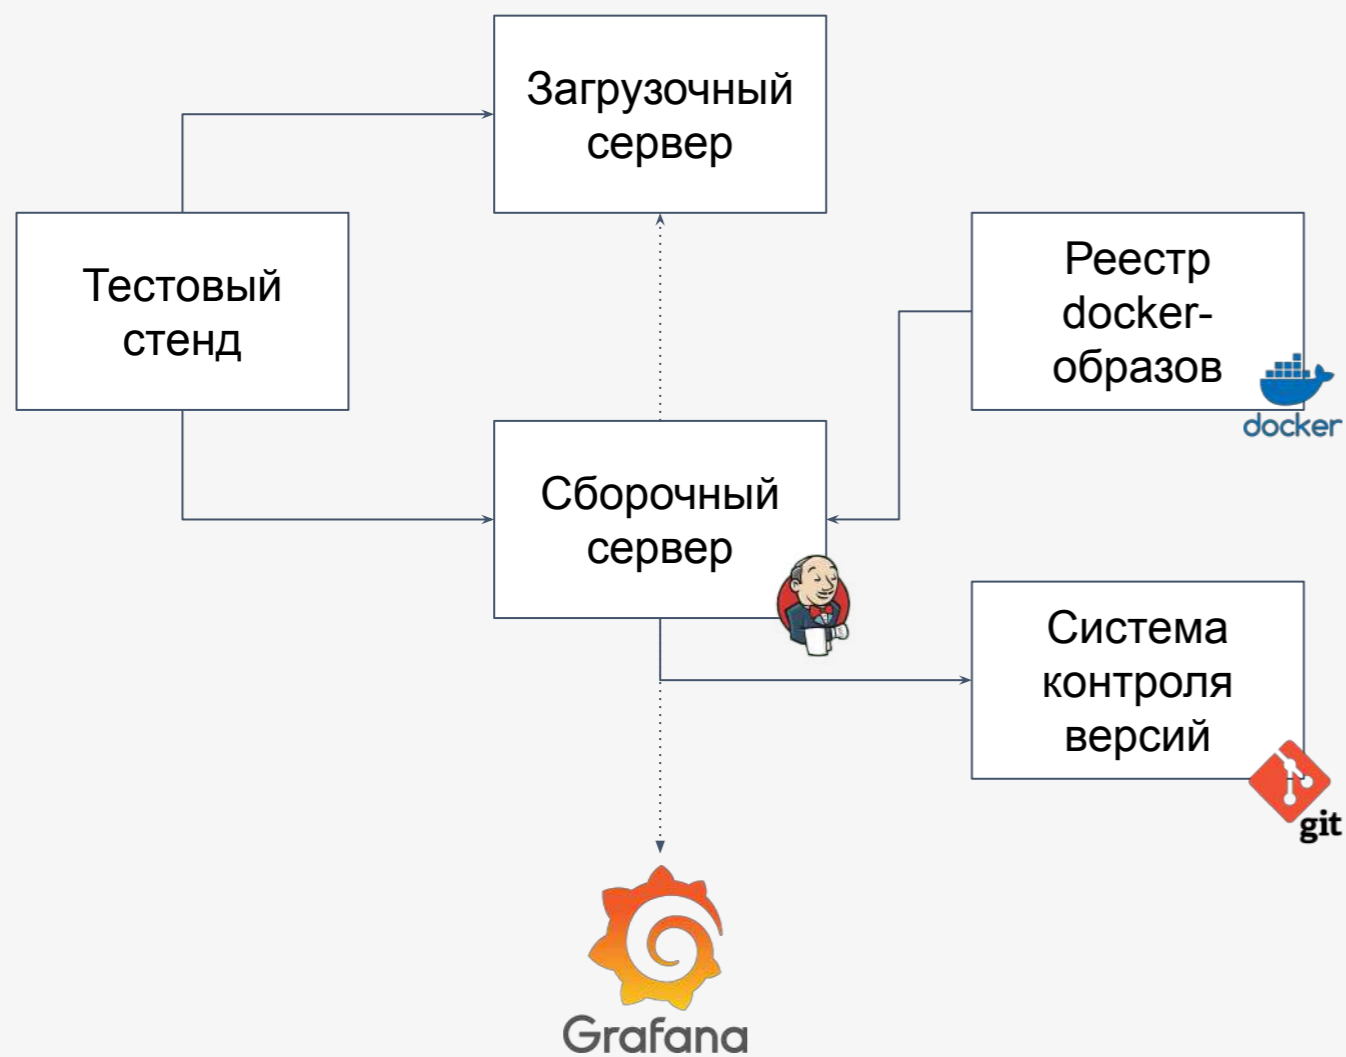 Загрузочный
сервер
Тестовый
стенд
Реестр
docker-
образов
docker
Сборочный
сервер
Система
контроля
версий
git
Grafana